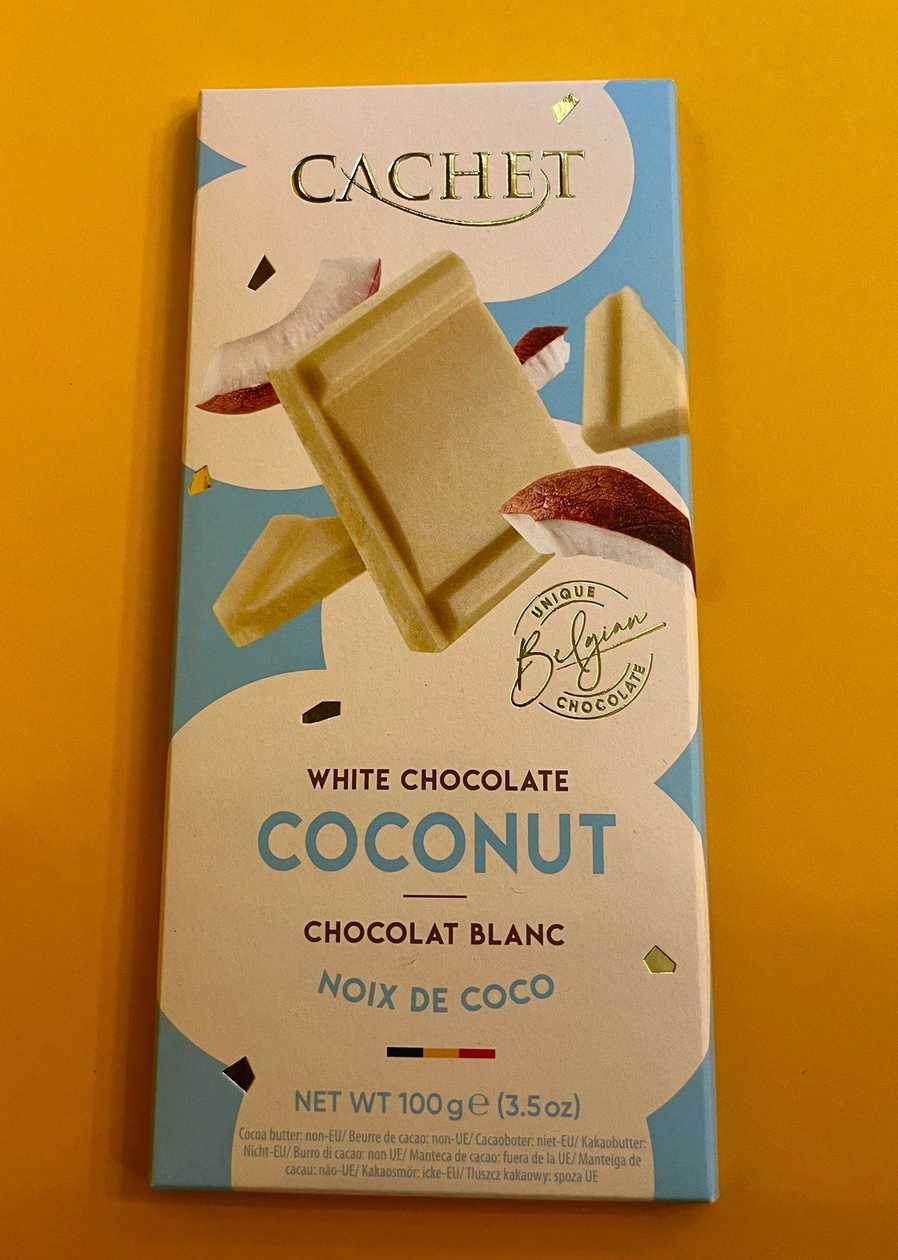 CACHET
UNIQUE
Belgian
CHOCOLATE
WHITE CHOCOLATE
COCONUT
CHOCOLAT BLANC
NOIX DE COCO
NET WT 100g℮ (3.5oz)
Cocoa butter: non-EU/ Beurre de cacao: non-UE/ Cacaoboter: niet-EU/ Kakaobutter:
Nicht-EU/ Burro di cacao: non UE/ Manteca de cacao: fuera de la UE/ Manteiga de
cacau: não-UE/ Kakaosmör: icke-EU/ Tłuszcz kakaowy: spoza UE